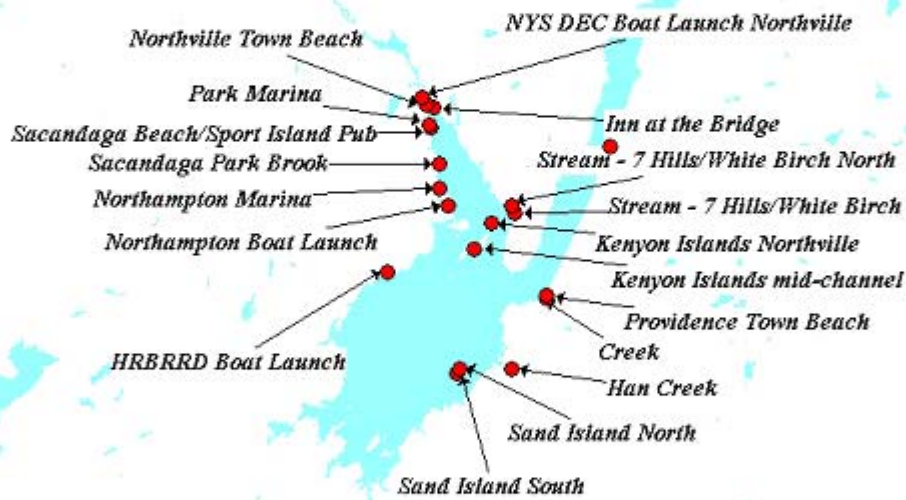 NYS DEC Boat Launch Northville
Northville Town Beach
Park Marina
Inn at the Bridge
Sacandaga Beach/Sport Island Pub
Stream - 7 Hills/White Birch North
Sacandaga Park Brook
Northampton Marina
Stream - 7 Hills/White Birch
Northampton Boat Launch
Kenyon Islands Northville
Kenyon Islands mid-channel
Providence Town Beach
Creek
HRBRRD Boat Launch
Han Creek
Sand Island North
Sand Island South